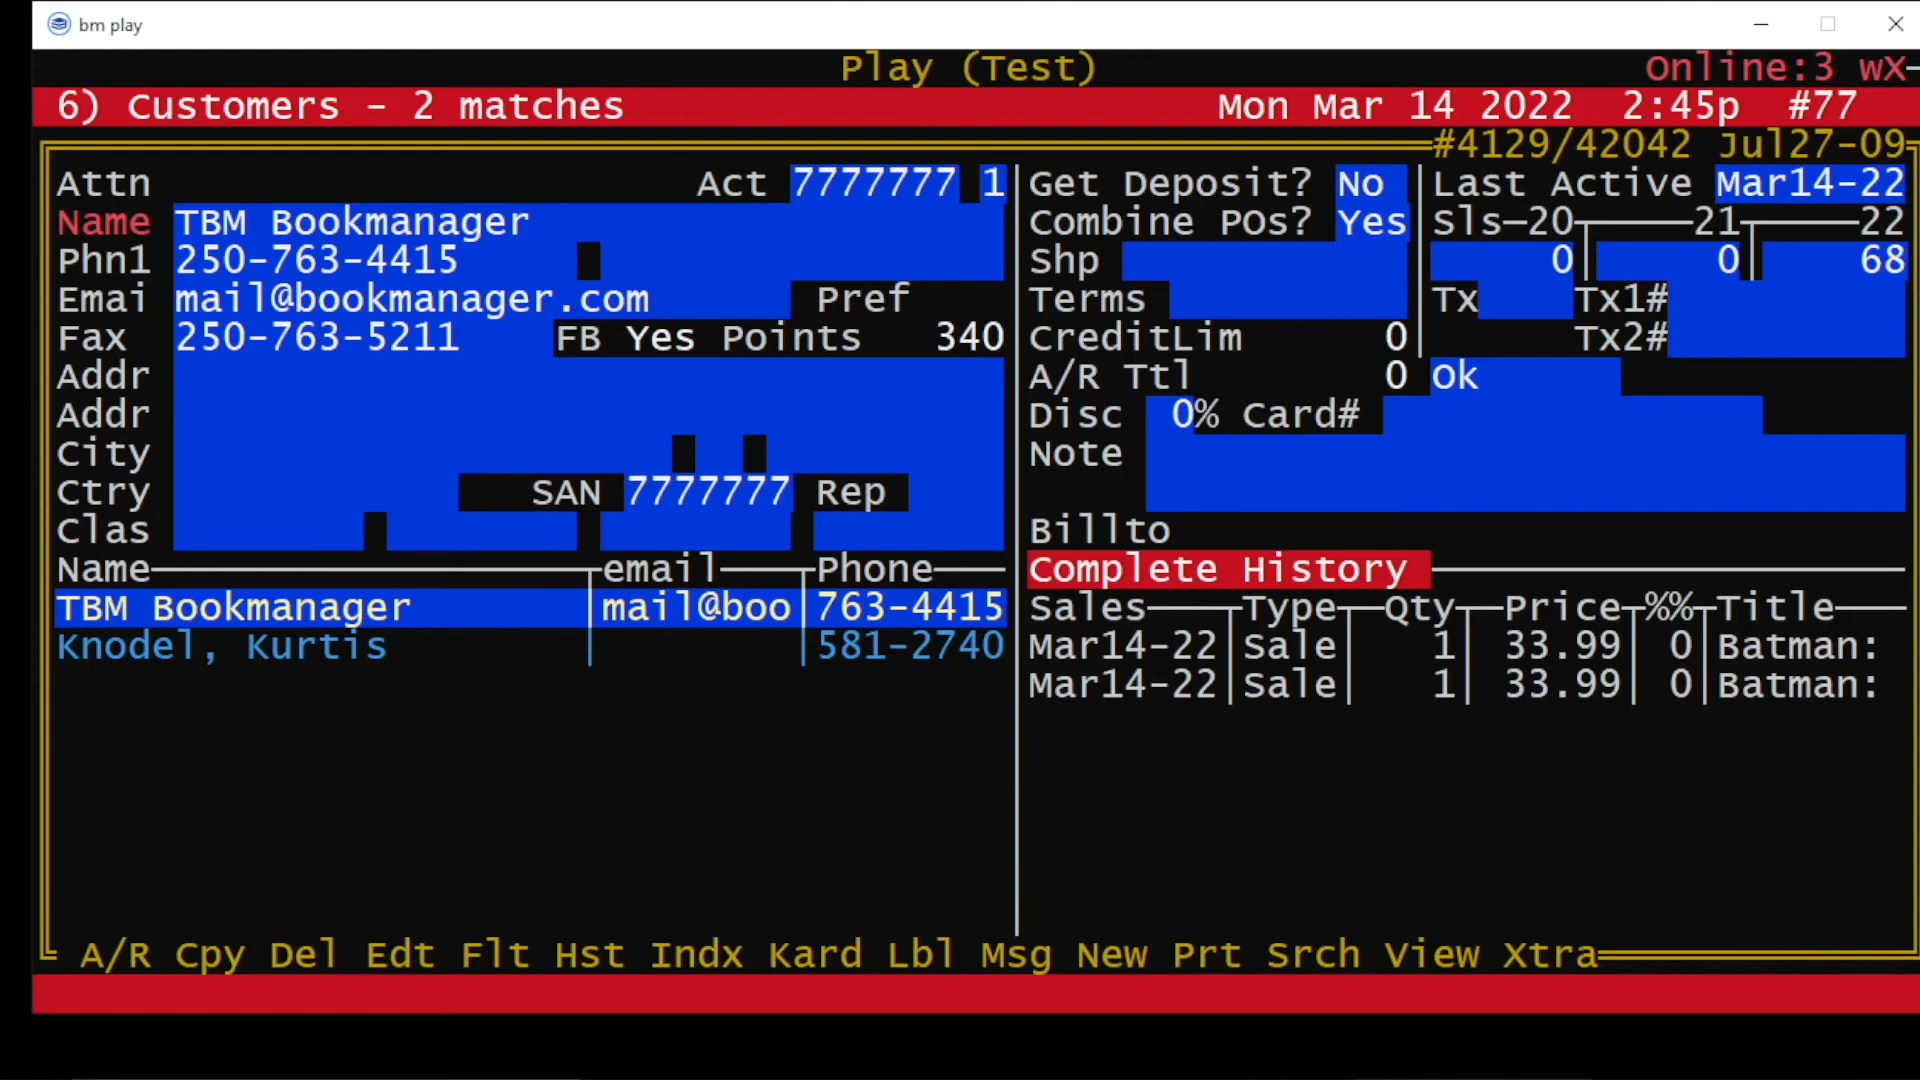 bm play
Play (Test) Online:3 wX
6) Customers - 2 matches Mon Mar 14 2022 2:45p #77
#4129/42042 Jul27-09
Attn Act 7777777 1 Get Deposit? No Last Active Mar14-22
Name TBM Bookmanager Combine POs? Yes Sls-20 21 22
Phn1 250-763-4415 Shp 0 0 68
Emai mail@bookmanager.com Pref Terms Tx Tx1#
Fax 250-763-5211 FB Yes Points 340 CreditLim 0 Tx2#
Addr A/R Ttl 0 Ok
Addr Disc 0% Card#
City Note
Ctry SAN 7777777 Rep
Clas Billto
Name email Phone Complete History
TBM Bookmanager mail@boo 763-4415 Sales Type Qty Price %% Title
Knodel, Kurtis 581-2740 Mar14-22 Sale 1 33.99 0 Batman:
Mar14-22 Sale 1 33.99 0 Batman:
A/R Cpy Del Edt Flt Hst Indx Kard Lbl Msg New Prt Srch View Xtra